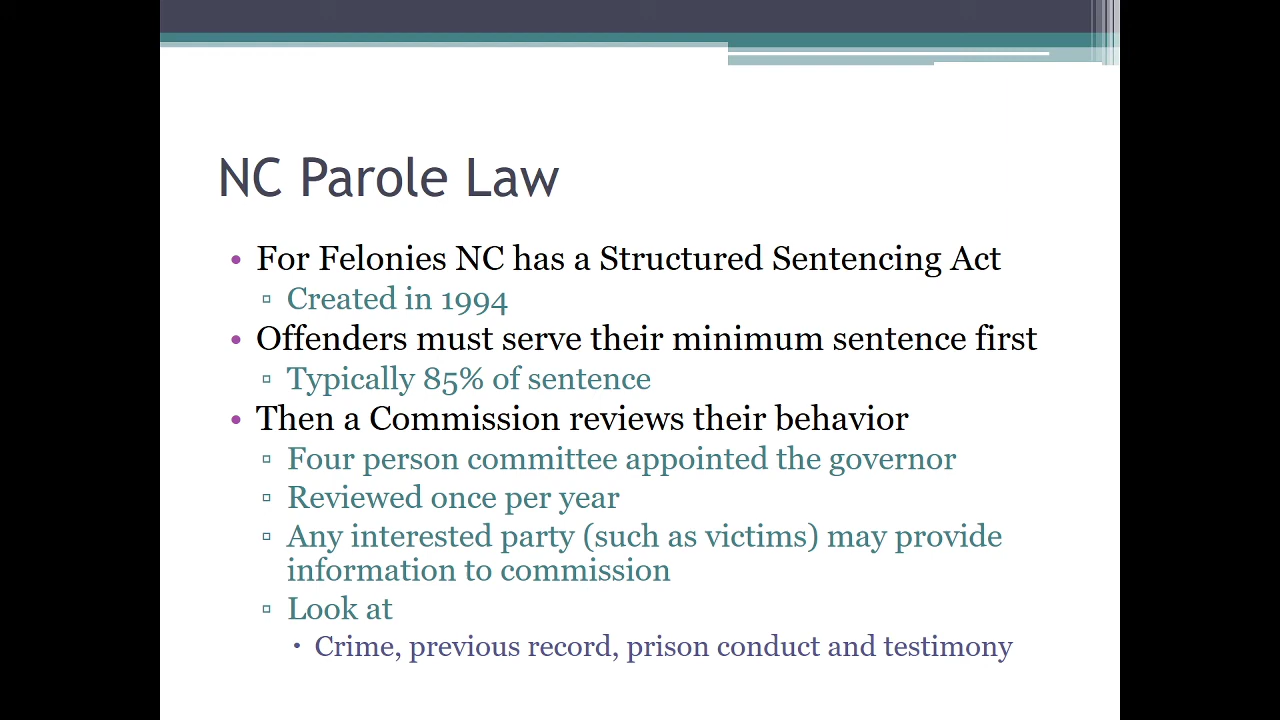 NC Parole Law
• For Felonies NC has a Structured Sentencing Act
▫ Created in 1994
• Offenders must serve their minimum sentence first
▫ Typically 85% of sentence
• Then a Commission reviews their behavior
▫ Four person committee appointed the governor
▫ Reviewed once per year
▫ Any interested party (such as victims) may provide
information to commission
▫ Look at
• Crime, previous record, prison conduct and testimony